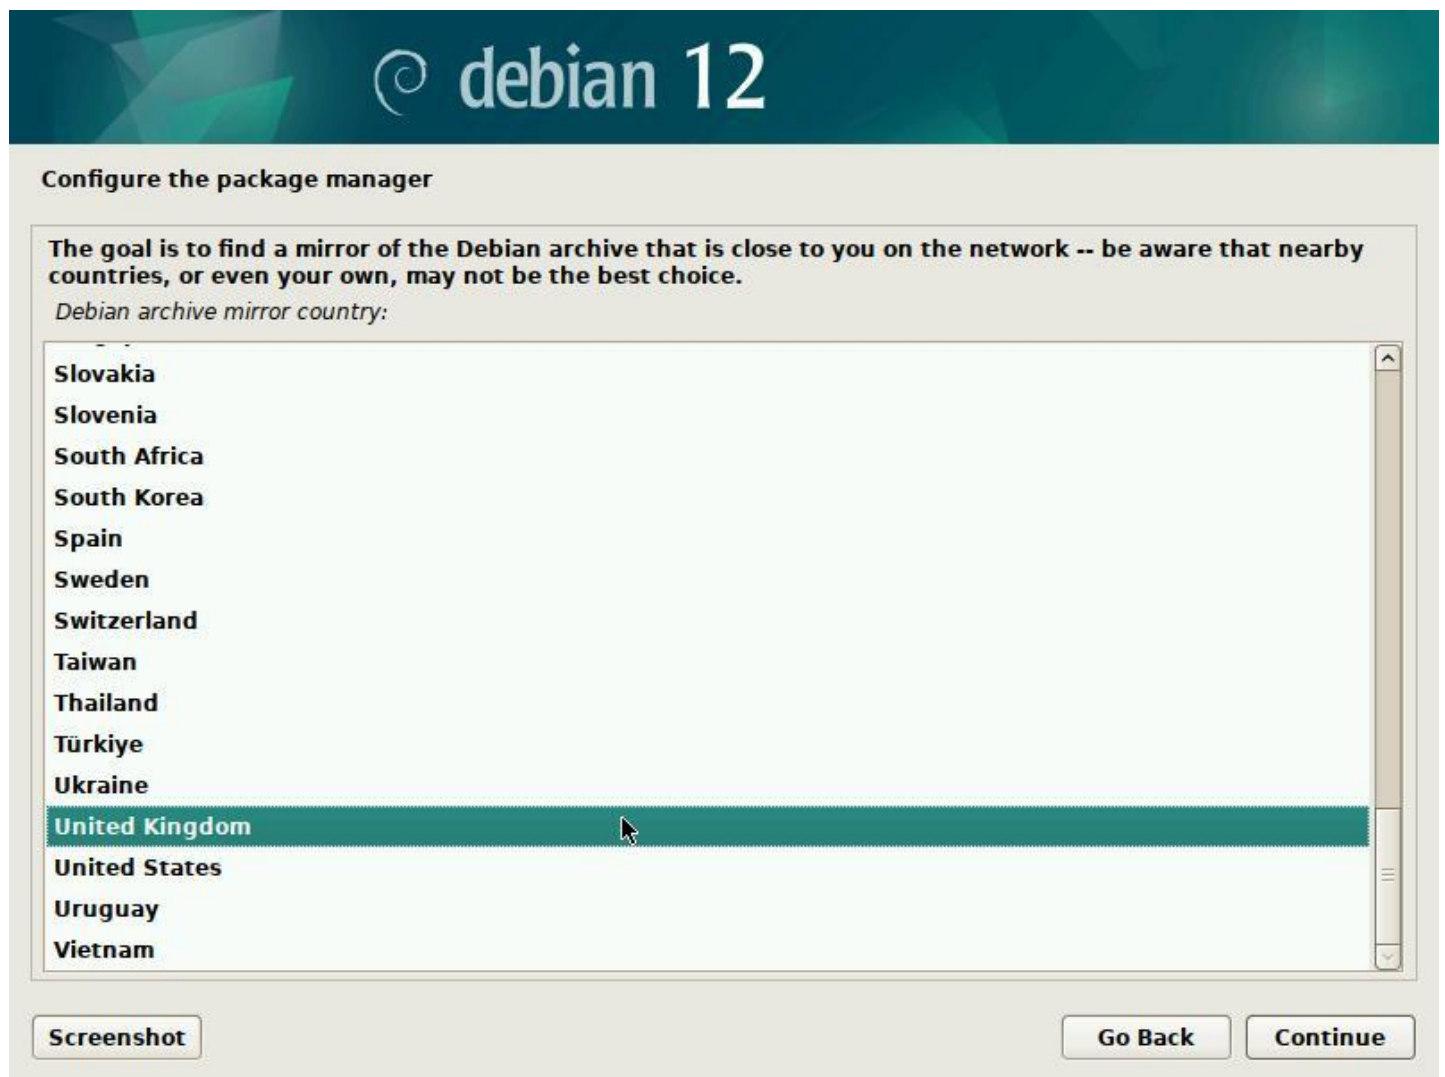 debian 12
Configure the package manager
The goal is to find a mirror of the Debian archive that is close to you on the network -- be aware that nearby
countries, or even your own, may not be the best choice.
Debian archive mirror country:
Slovakia
Slovenia
South Africa
South Korea
Spain
Sweden
Switzerland
Taiwan
Thailand
Türkiye
Ukraine
United Kingdom
United States
Uruguay
Vietnam
Screenshot
Go Back
Continue